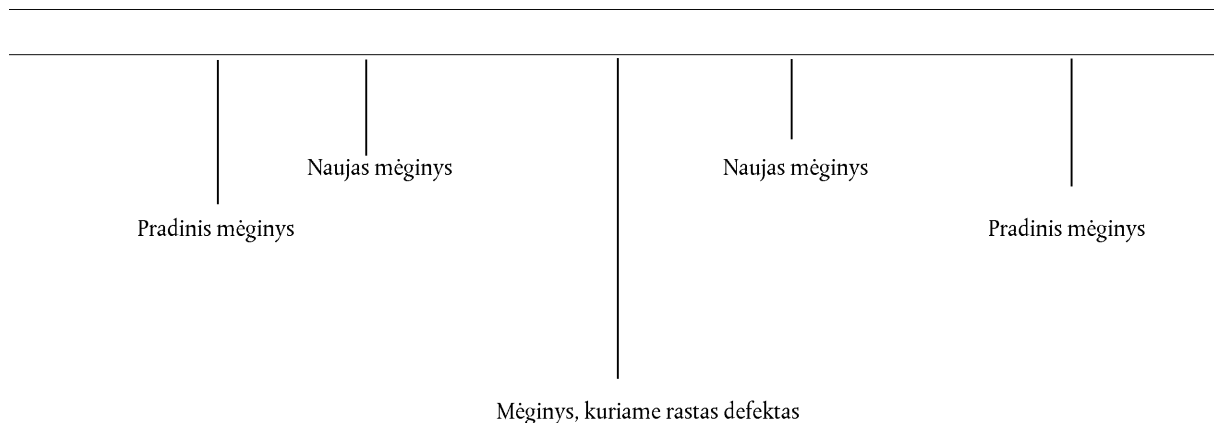 Naujas mėginys
Naujas mėginys
Pradinis mėginys
Pradinis mėginys
Mėginys, kuriame rastas defektas